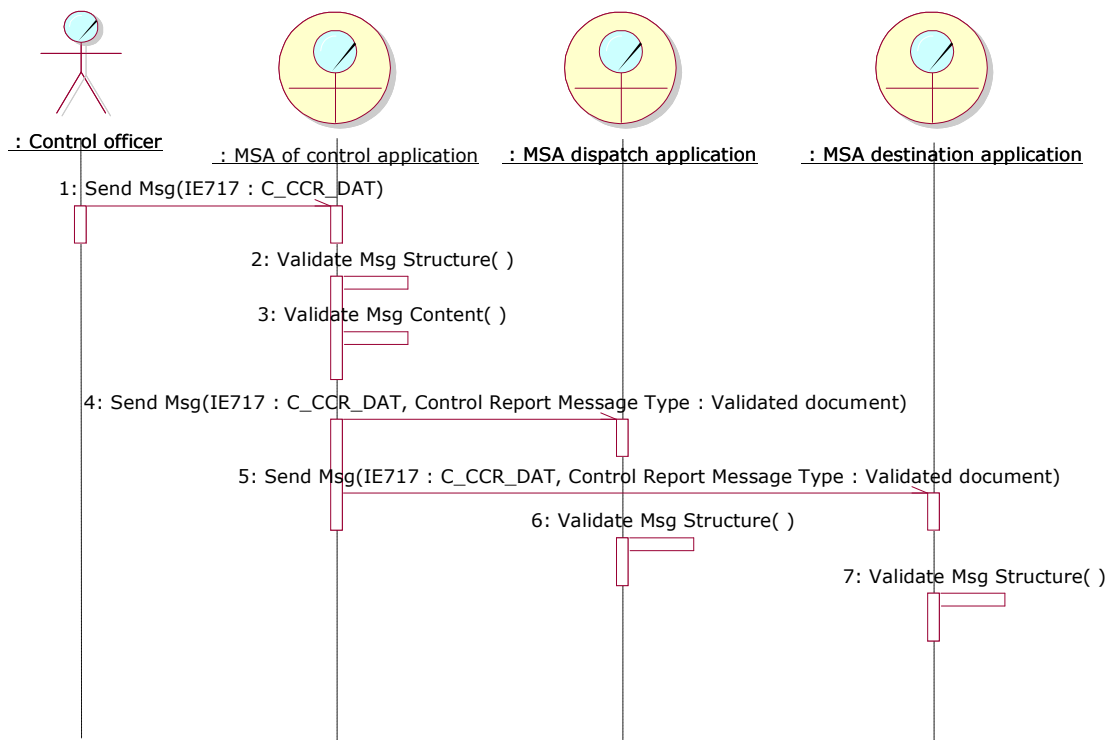 : Control officer
: MSA of control application
: MSA dispatch application
: MSA destination application
1: Send Msg(IE717 : C_CCR_DAT)
2: Validate Msg Structure( )
3: Validate Msg Content( )
4: Send Msg(IE717 : C_CCR_DAT, Control Report Message Type : Validated document)
5: Send Msg(IE717 : C_CCR_DAT, Control Report Message Type : Validated document)
6: Validate Msg Structure( )
7: Validate Msg Structure( )